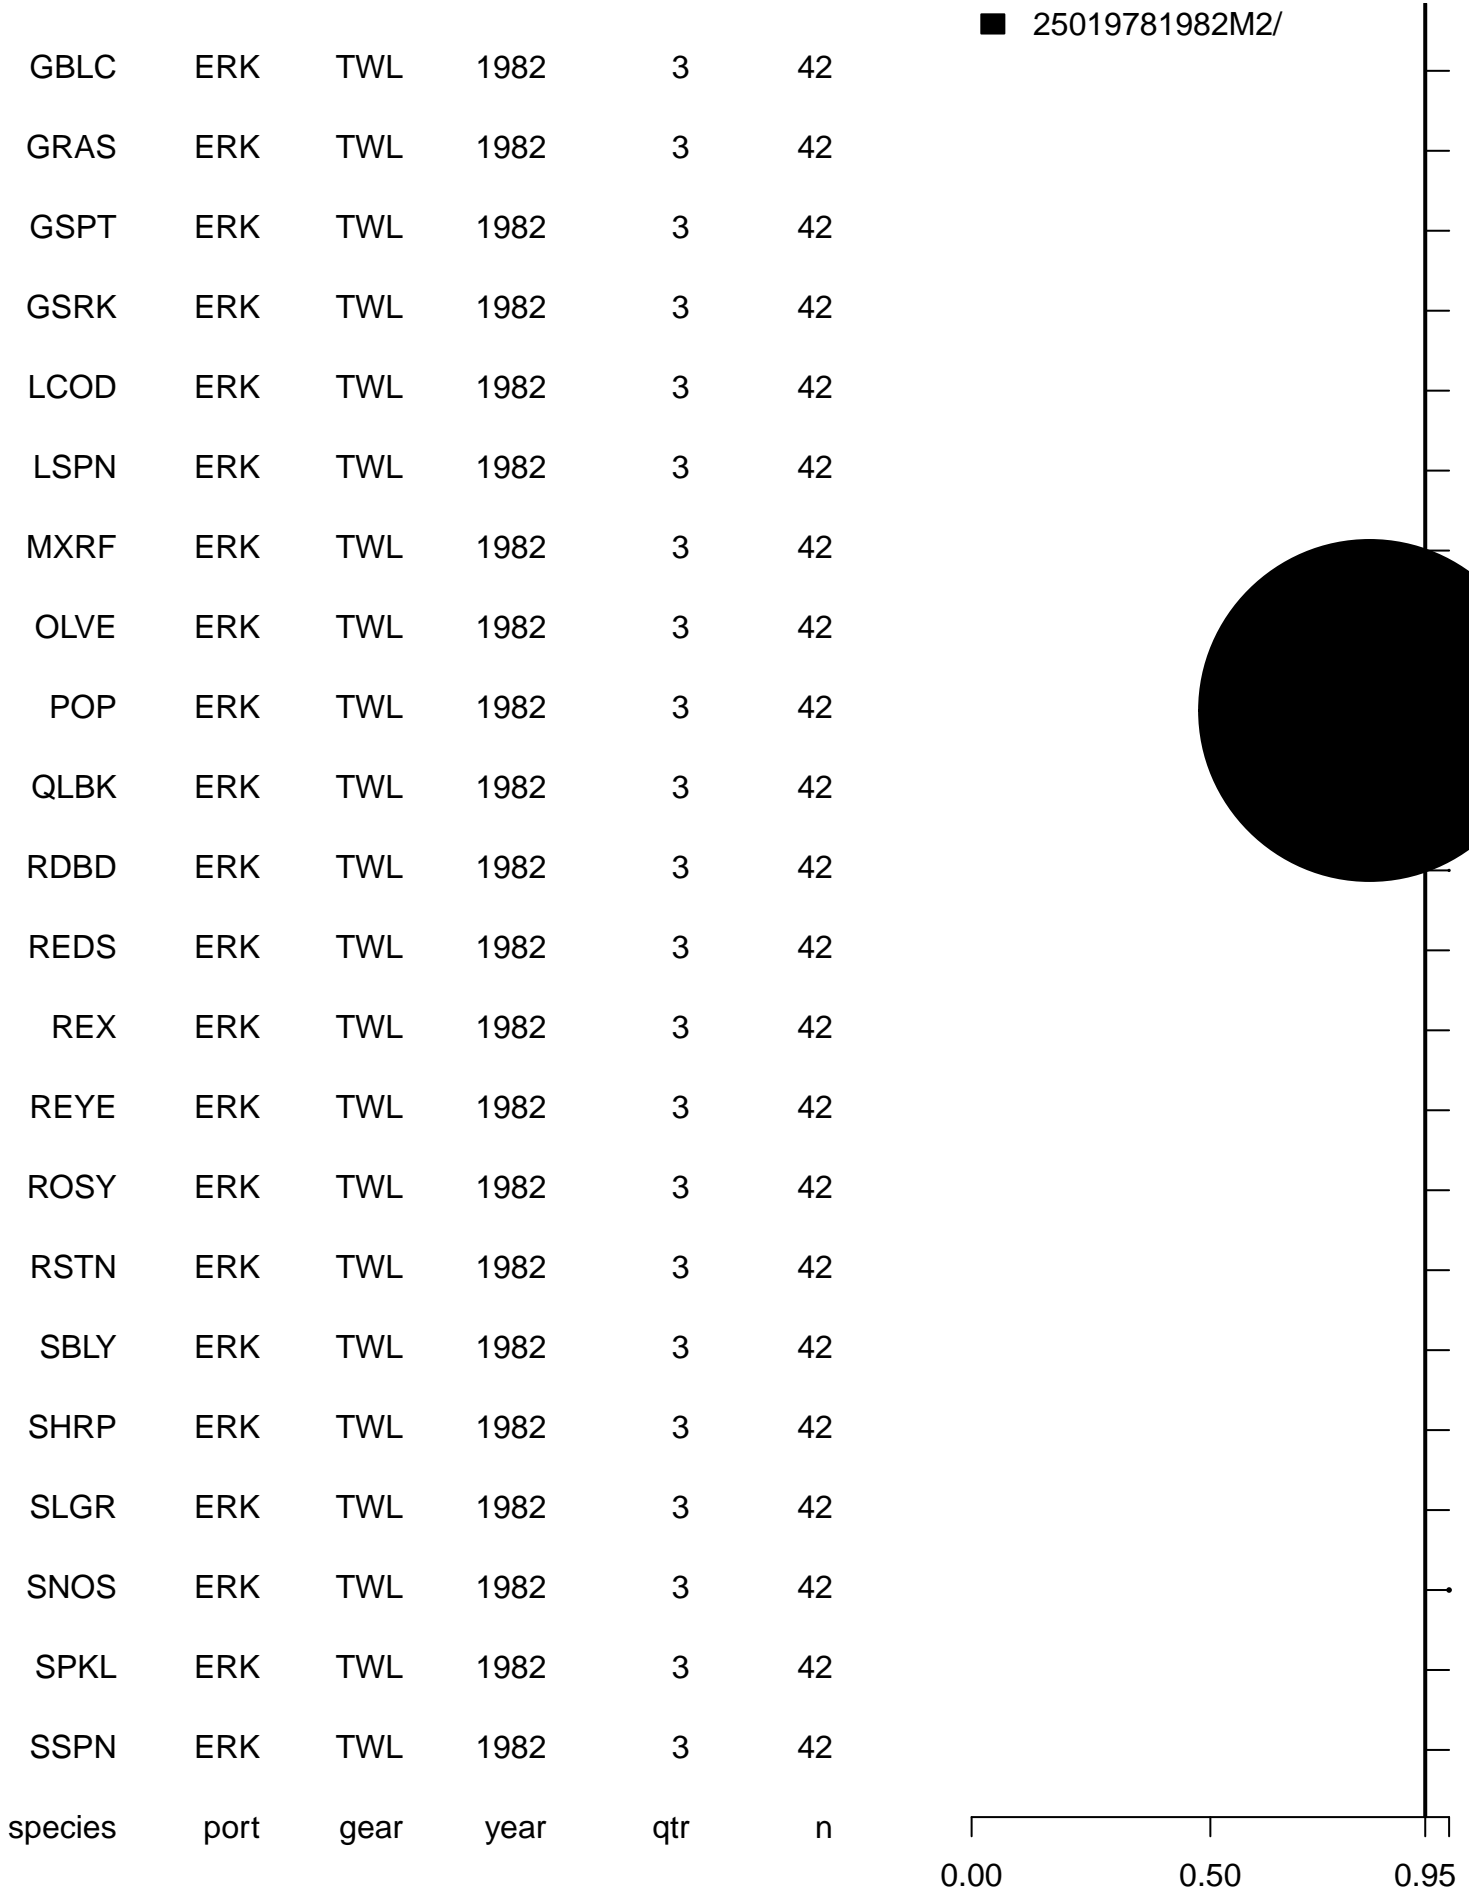 25019781982M2/
GBLC ERK TWL 1982 3 42
GRAS ERK TWL 1982 3 42
GSPT ERK TWL 1982 3 42
GSRK ERK TWL 1982 3 42
LCOD ERK TWL 1982 3 42
LSPN ERK TWL 1982 3 42
MXRF ERK TWL 1982 3 42
OLVE ERK TWL 1982 3 42
POP ERK TWL 1982 3 42
QLBK ERK TWL 1982 3 42
RDBD ERK TWL 1982 3 42
REDS ERK TWL 1982 3 42
REX ERK TWL 1982 3 42
REYE ERK TWL 1982 3 42
ROSY ERK TWL 1982 3 42
RSTN ERK TWL 1982 3 42
SBLY ERK TWL 1982 3 42
SHRP ERK TWL 1982 3 42
SLGR ERK TWL 1982 3 42
SNOS ERK TWL 1982 3 42
SPKL ERK TWL 1982 3 42
SSPN ERK TWL 1982 3 42
species port gear year qtr n
0.00 0.50 0.95